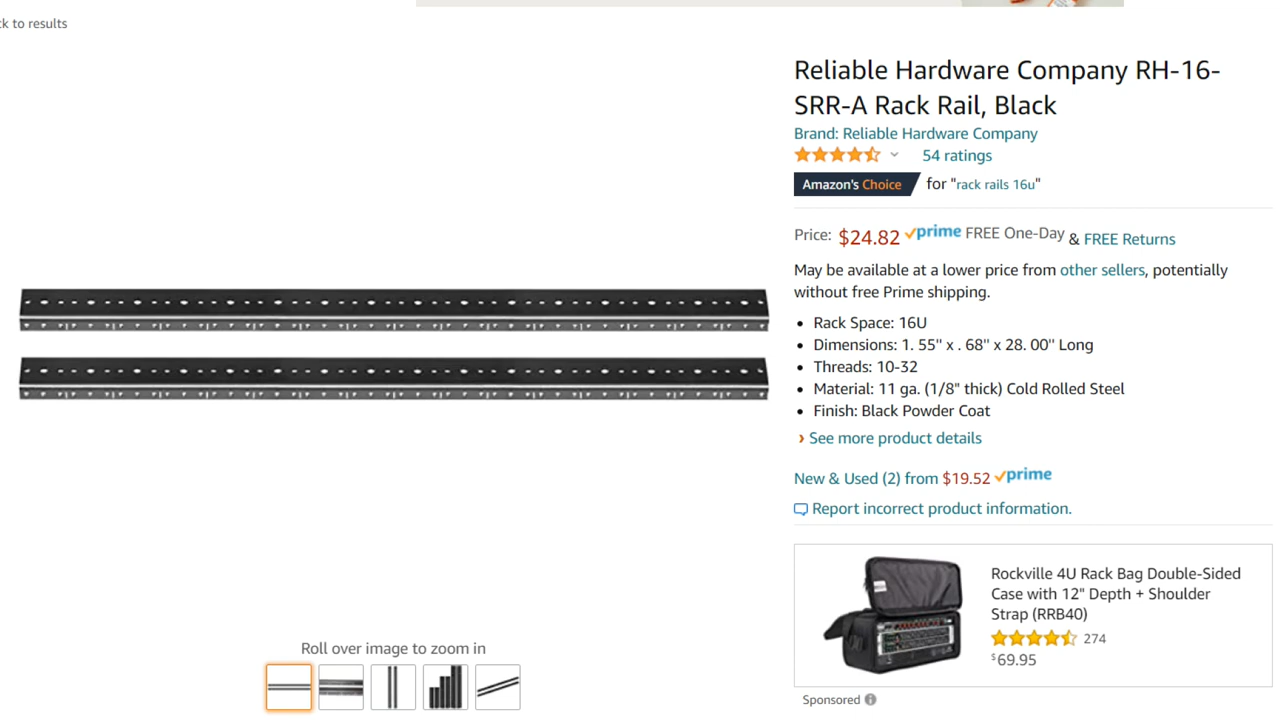 ck to results
Reliable Hardware Company RH-16-
SRR-A Rack Rail, Black
Brand: Reliable Hardware Company
54 ratings
Amazon's Choice for "rack rails 16u"
Price: $24.82 prime FREE One-Day & FREE Returns
May be available at a lower price from other sellers, potentially
without free Prime shipping.
• Rack Space: 16U
• Dimensions: 1. 55'' x . 68'' x 28. 00'' Long
• Threads: 10-32
• Material: 11 ga. (1/8" thick) Cold Rolled Steel
• Finish: Black Powder Coat
› See more product details
New & Used (2) from $19.52 prime
Report incorrect product information.
Rockville 4U Rack Bag Double-Sided
Case with 12" Depth + Shoulder
Strap (RRB40)
274
$69.95
Sponsored
Roll over image to zoom in